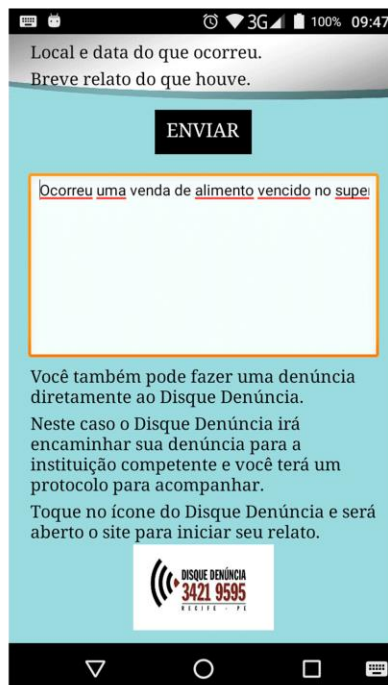 3G 100% 09:47
Local e data do que ocorreu.
Breve relato do que houve.
ENVIAR
Ocorreu uma venda de alimento vencido no super
Você também pode fazer uma denúncia
diretamente ao Disque Denúncia.
Neste caso o Disque Denúncia irá
encaminhar sua denúncia para a
instituição competente e você terá um
protocolo para acompanhar.
Toque no ícone do Disque Denúncia e será
aberto o site para iniciar seu relato.
DISQUE DENÚNCIA
3421 9595
RECIFE - PE